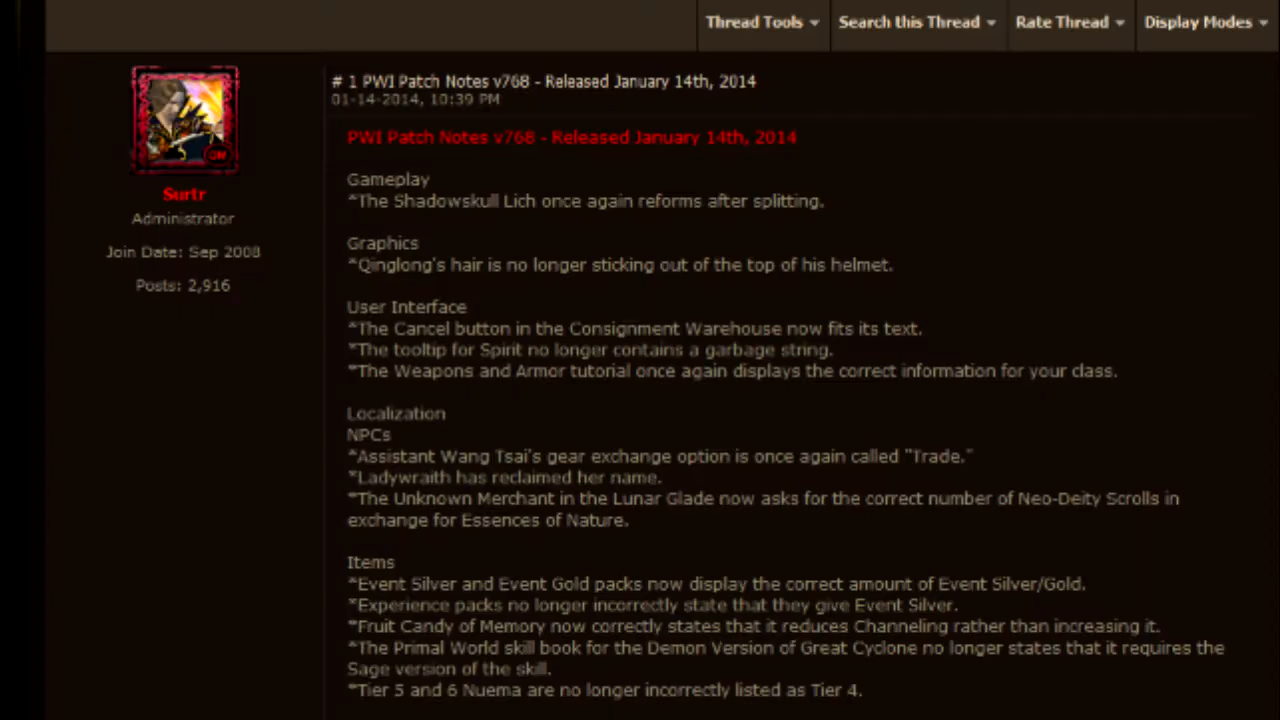 Thread Tools Search this Thread Rate Thread Display Modes
# 1 PWI Patch Notes v768 - Released January 14th, 2014
01-14-2014, 10:39 PM
Surtr
Administrator
Join Date: Sep 2008
Posts: 2,916
PWI Patch Notes v768 - Released January 14th, 2014
Gameplay
*The Shadowskull Lich once again reforms after splitting.
Graphics
*Qinglong's hair is no longer sticking out of the top of his helmet.
User Interface
*The Cancel button in the Consignment Warehouse now fits its text.
*The tooltip for Spirit no longer contains a garbage string.
*The Weapons and Armor tutorial once again displays the correct information for your class.
Localization
NPCs
*Assistant Wang Tsai's gear exchange option is once again called "Trade."
*Ladywraith has reclaimed her name.
*The Unknown Merchant in the Lunar Glade now asks for the correct number of Neo-Deity Scrolls in
exchange for Essences of Nature.
Items
*Event Silver and Event Gold packs now display the correct amount of Event Silver/Gold.
*Experience packs no longer incorrectly state that they give Event Silver.
*Fruit Candy of Memory now correctly states that it reduces Channeling rather than increasing it.
*The Primal World skill book for the Demon Version of Great Cyclone no longer states that it requires the
Sage version of the skill.
*Tier 5 and 6 Nuema are no longer incorrectly listed as Tier 4.